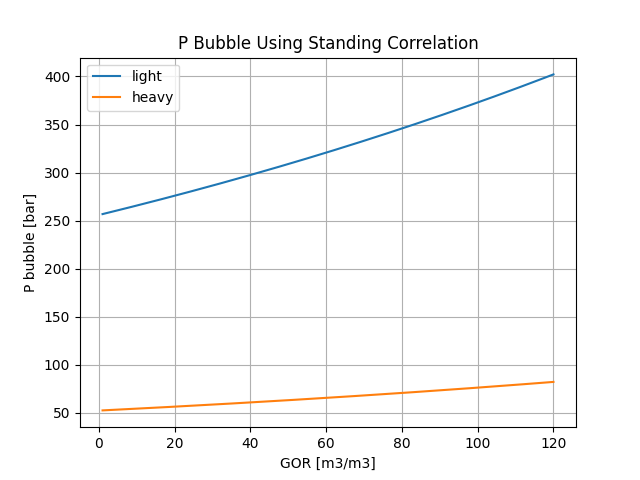 P Bubble Using Standing Correlation
light
heavy
400
350
300
250
200
150
100
50
P bubble [bar]
0 20 40 60 80 100 120
GOR [m3/m3]